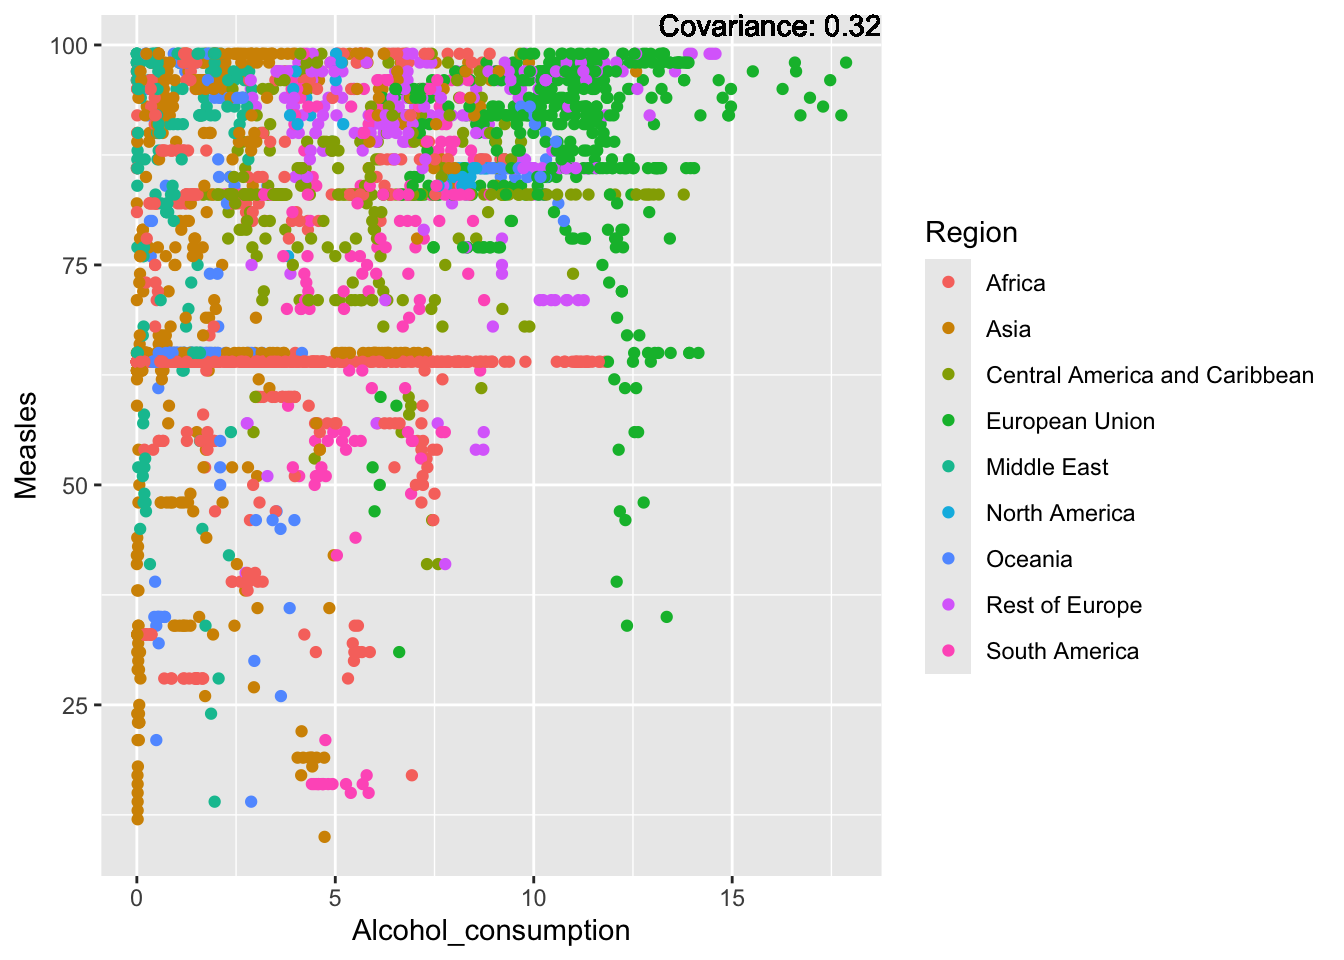 Covariance: 0.32
100
75
50
25
Measles
0
5
10
15
Alcohol_consumption
Region
Africa
Asia
Central America and Caribbean
European Union
Middle East
North America
Oceania
Rest of Europe
South America